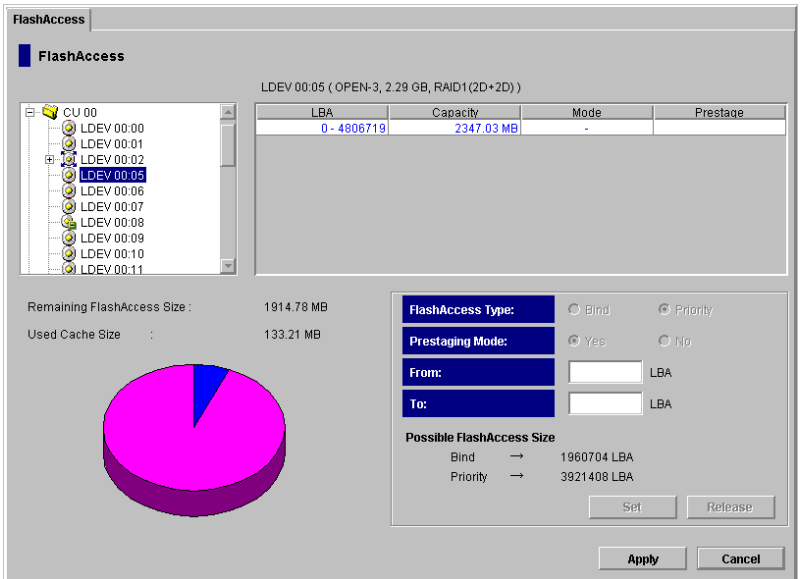 FlashAccess
FlashAccess
LDEV 00:05 ( OPEN-3, 2.29 GB, RAID1(2D+2D) )
CU 00
LDEV 00:00
LDEV 00:01
LDEV 00:02
LDEV 00:05
LDEV 00:06
LDEV 00:07
LDEV 00:08
LDEV 00:09
LDEV 00:10
LDEV 00:11
LBA Capacity Mode Prestage
0 - 4806719 2347.03 MB -
Remaining FlashAccess Size : 1914.78 MB
Used Cache Size : 133.21 MB
FlashAccess Type: Bind Priority
Prestaging Mode: Yes No
From: LBA
To: LBA
Possible FlashAccess Size
Bind → 1960704 LBA
Priority → 3921408 LBA
Set Release
Apply Cancel